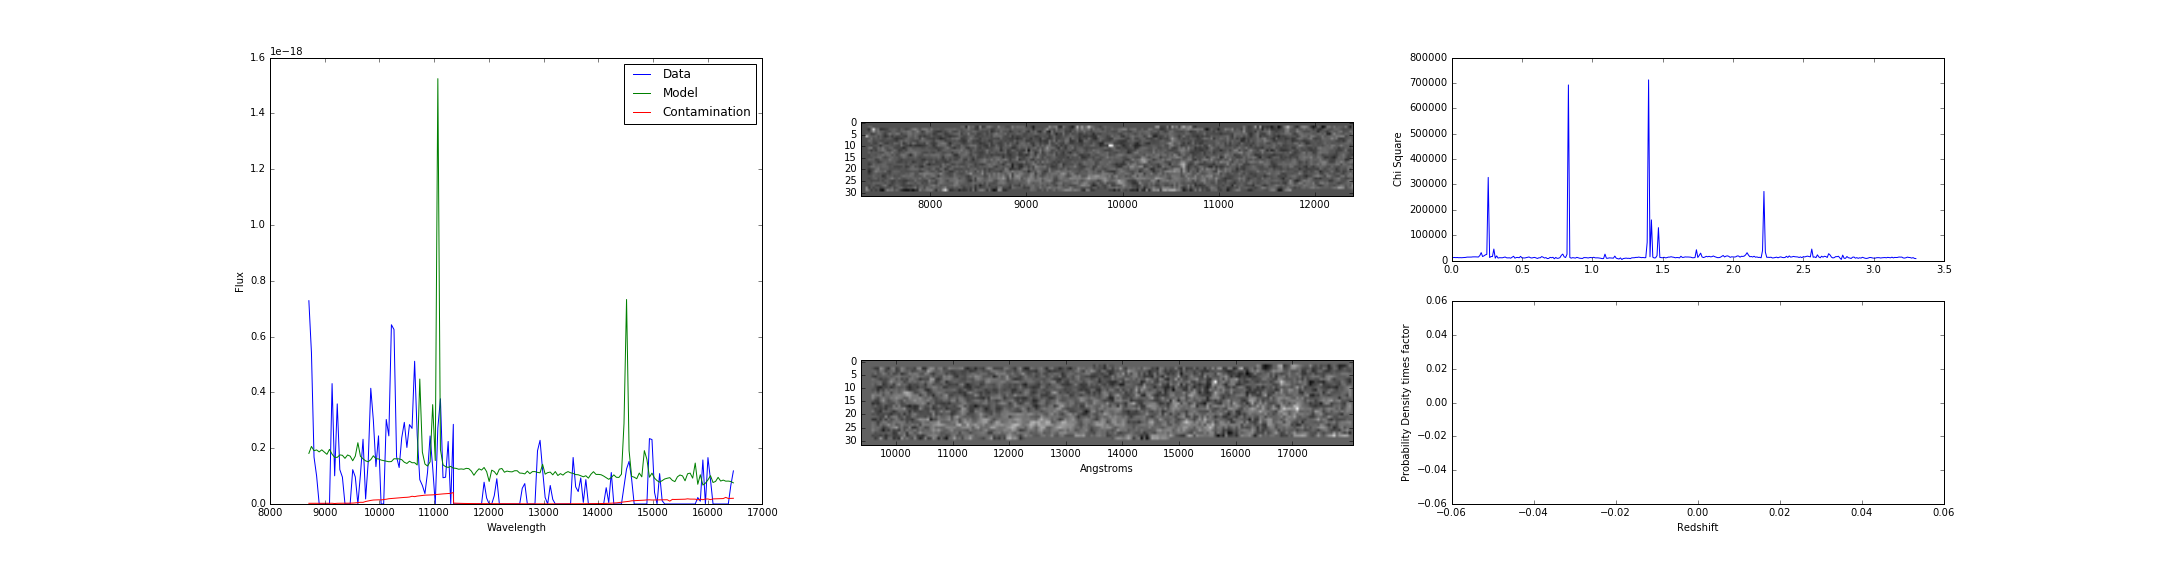 1e−18
1.6
1.4
1.2
1.0
0.8
0.6
0.4
0.2
0.0
Flux
8000 9000 10000 11000 12000 13000 14000 15000 16000 17000
Wavelength
Data
Model
Contamination
0
5
10
15
20
25
30
8000 9000 10000 11000 12000
0
5
10
15
20
25
30
10000 11000 12000 13000 14000 15000 16000 17000
Angstroms
800000
700000
600000
500000
400000
300000
200000
100000
0
Chi Square
0.0 0.5 1.0 1.5 2.0 2.5 3.0 3.5
0.06
0.04
0.02
0.00
−0.02
−0.04
−0.06
Probability Density times factor
−0.06 −0.04 −0.02 0.00 0.02 0.04 0.06
Redshift